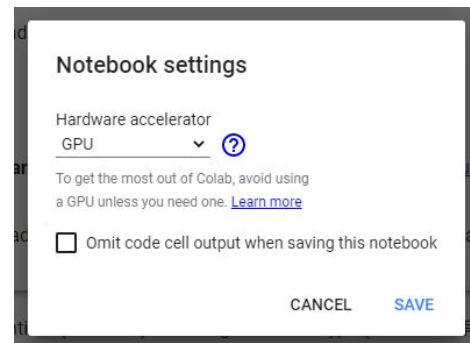 Notebook settings
Hardware accelerator
GPU
To get the most out of Colab, avoid using
a GPU unless you need one. Learn more
Omit code cell output when saving this notebook
CANCEL SAVE